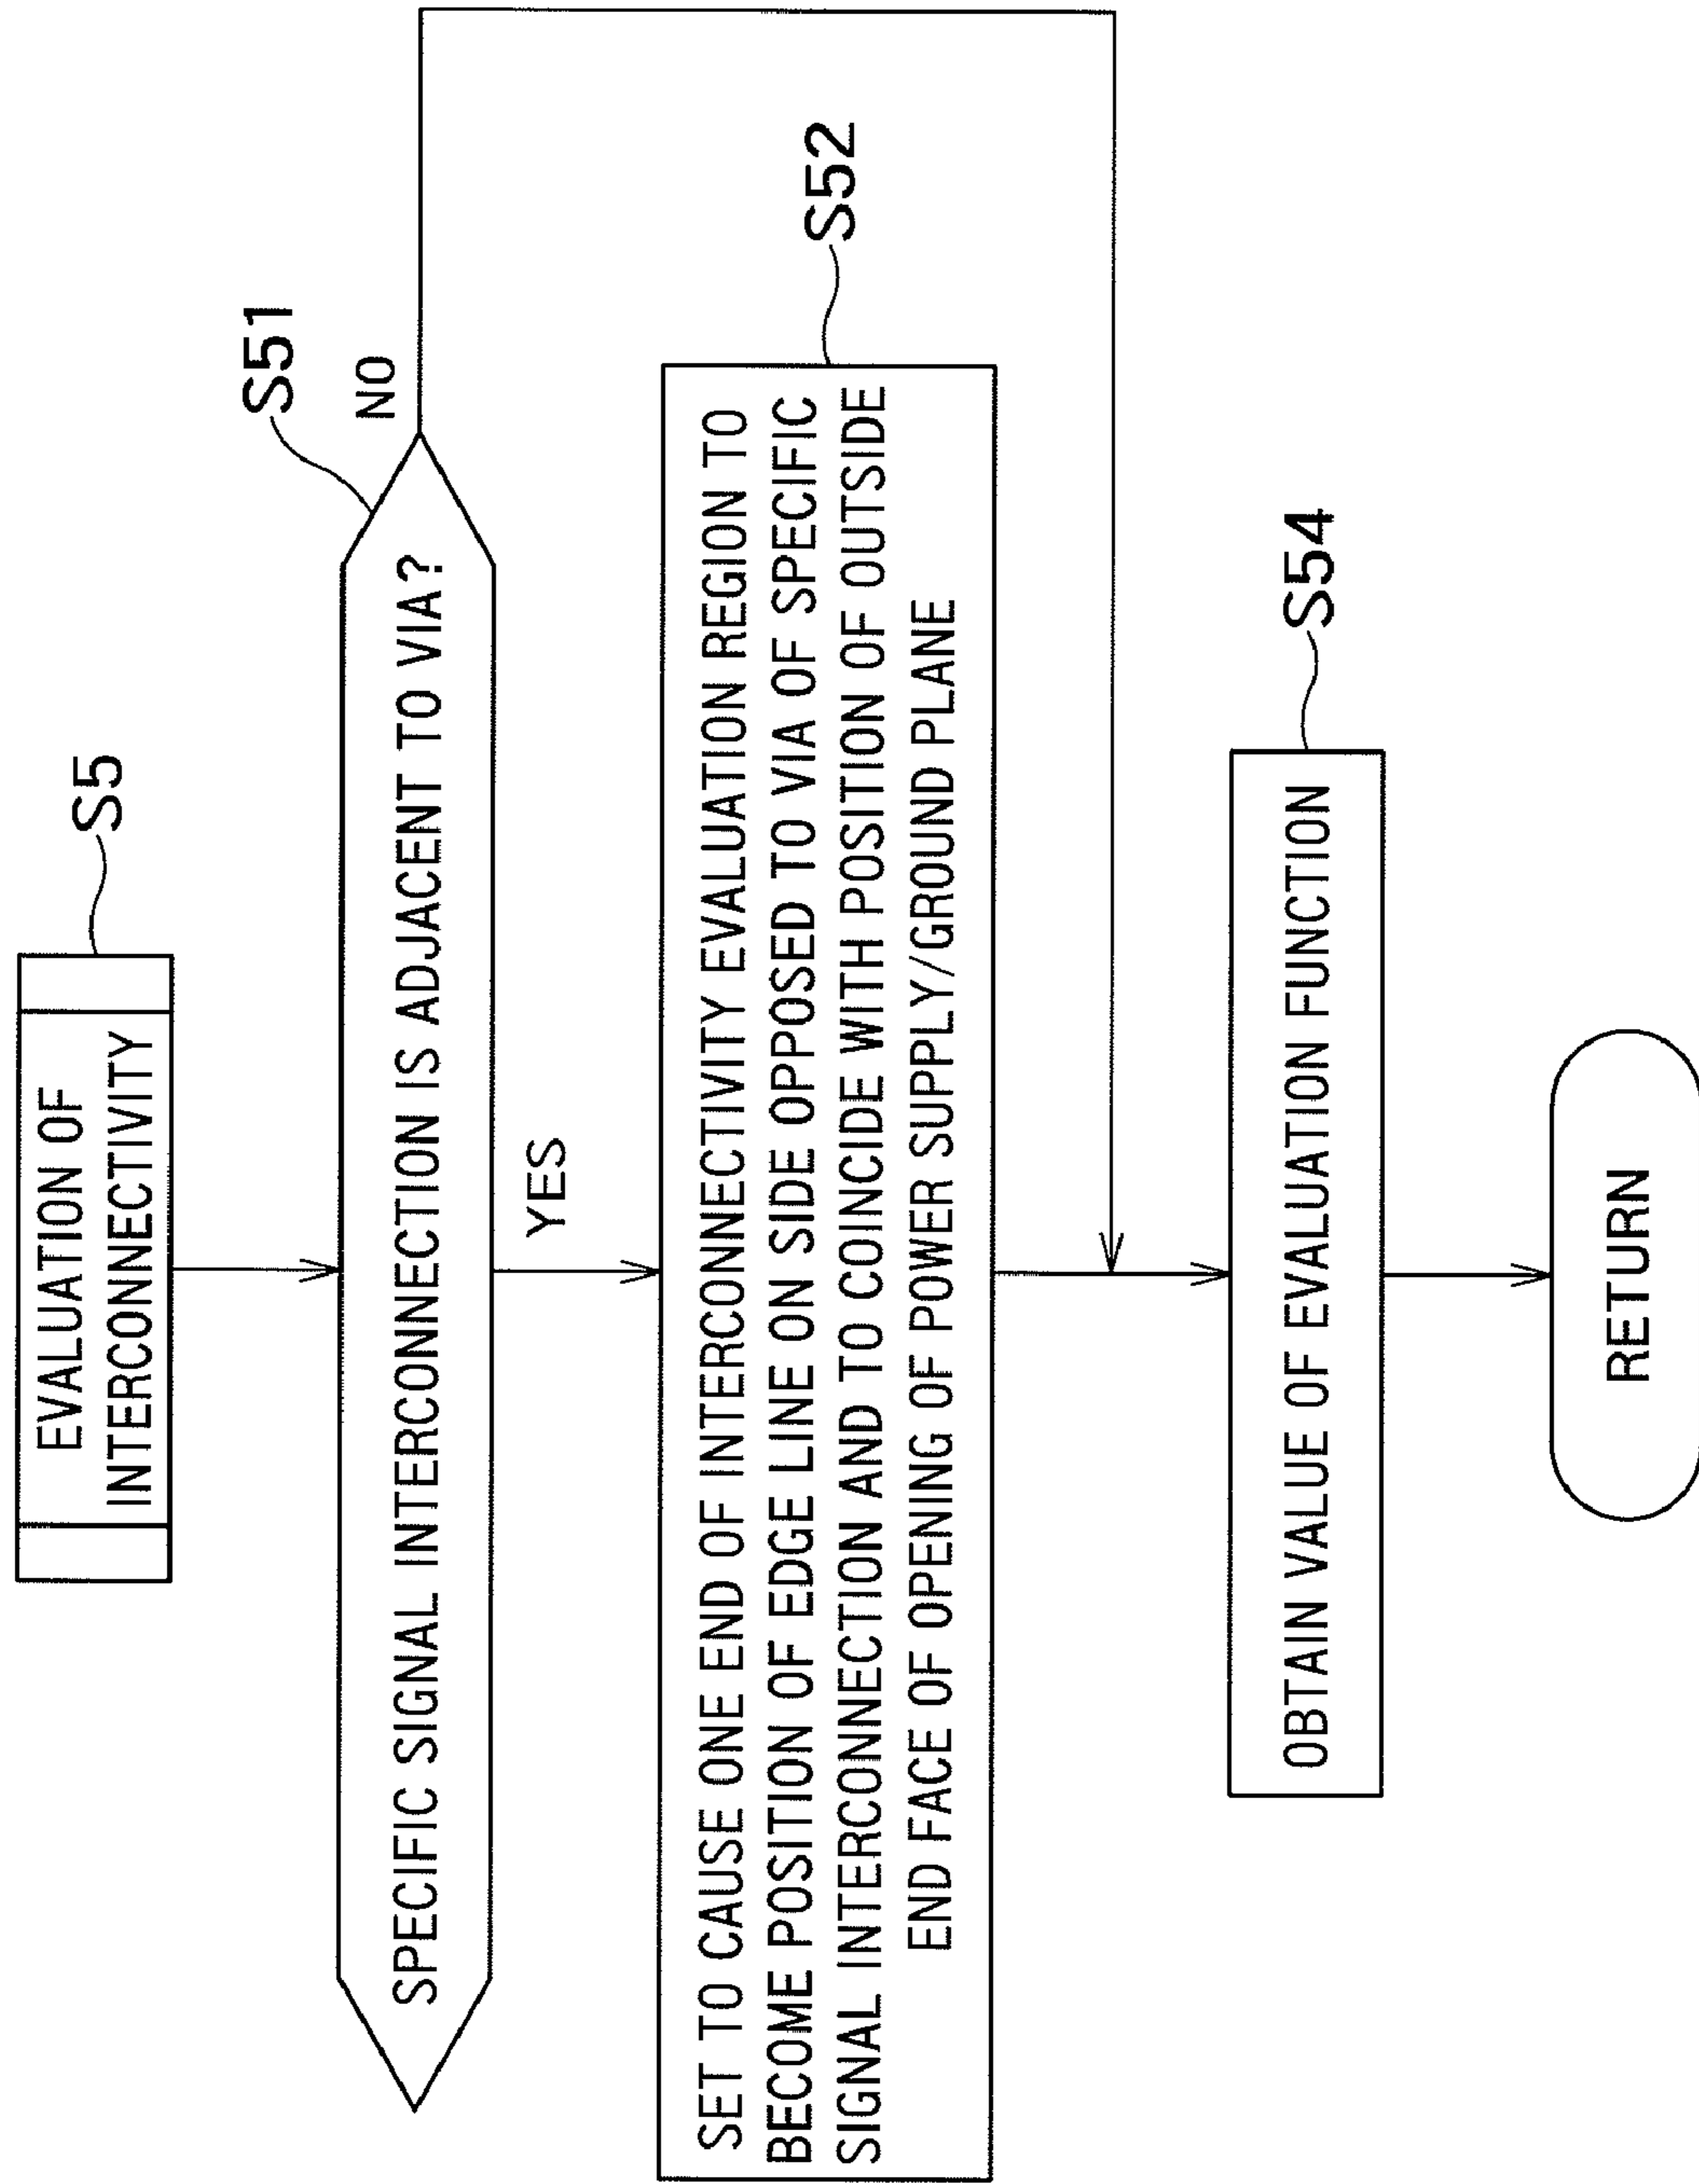 EVALUATION OF
INTERCONNECTIVITY
S5
SPECIFIC SIGNAL INTERCONNECTION IS ADJACENT TO VIA?
S51
NO
YES
SET TO CAUSE ONE END OF INTERCONNECTIVITY EVALUATION REGION TO
BECOME POSITION OF EDGE LINE ON SIDE OPPOSED TO VIA OF SPECIFIC
SIGNAL INTERCONNECTION AND TO COINCIDE WITH POSITION OF OUTSIDE
END FACE OF OPENING OF POWER SUPPLY/GROUND PLANE
S52
OBTAIN VALUE OF EVALUATION FUNCTION
S54
RETURN